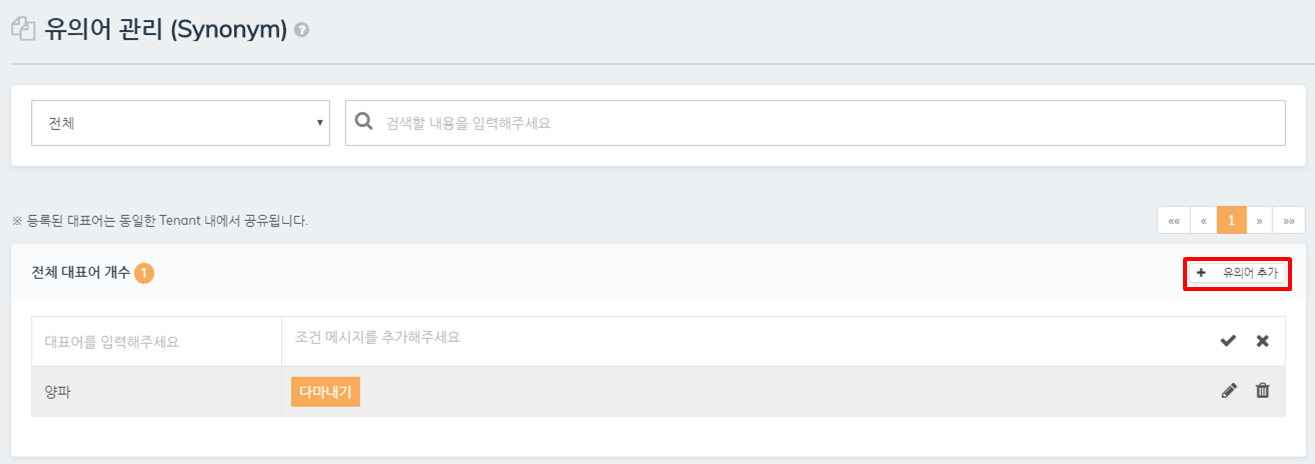 유의어 관리 (Synonym) ?
전체 ▼
검색할 내용을 입력해주세요
※ 등록된 대표어는 동일한 Tenant 내에서 공유됩니다.
«« « 1 » »»
전체 대표어 개수 1
+ 유의어 추가
대표어를 입력해주세요 조건 메시지를 추가해주세요
양파 다마내기